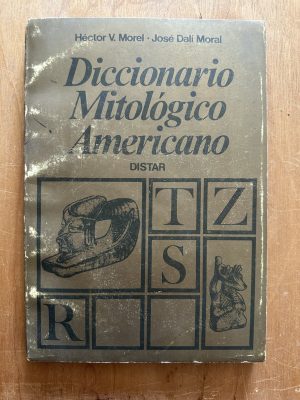 Héctor V. Morel · José Dalí Moral
Diccionario
Mitológico
Americano
DISTAR
T Z
S
R